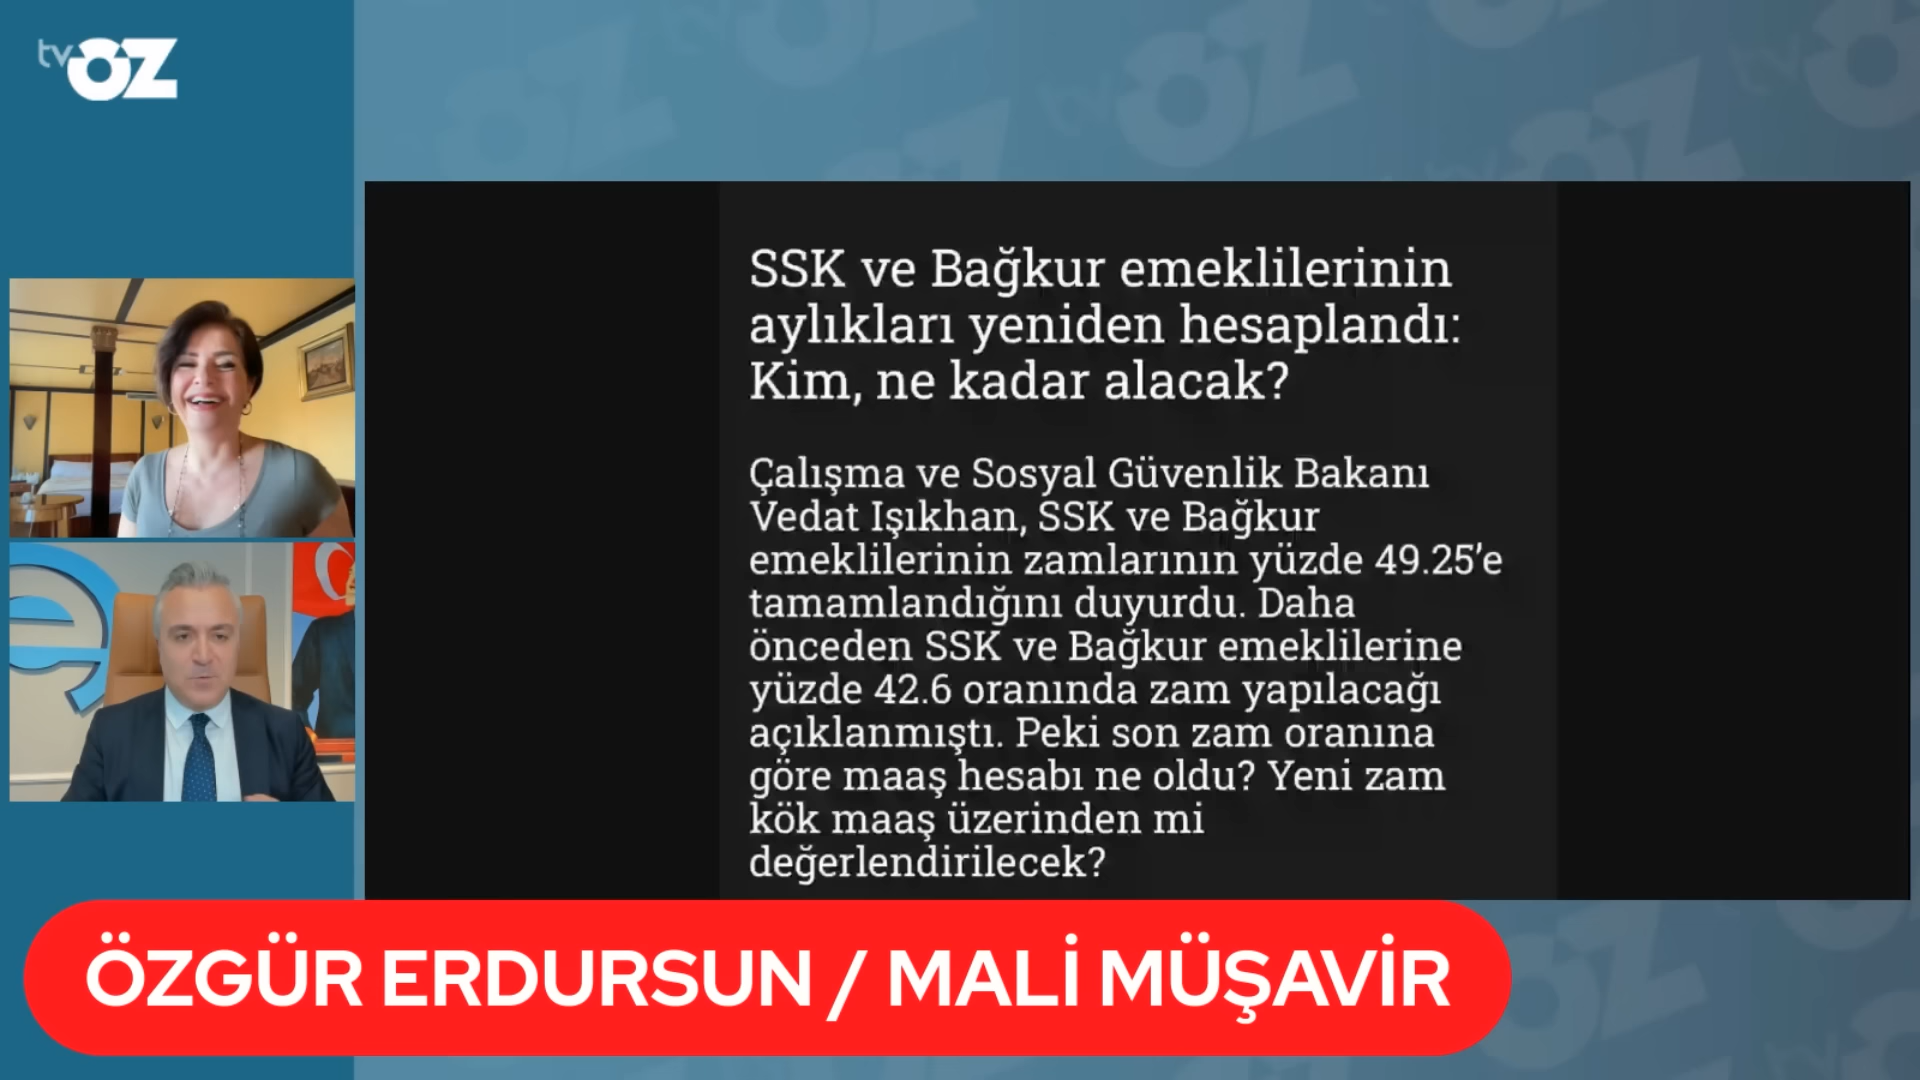 tv ÖZ
SSK ve Bağkur emeklilerinin
aylıkları yeniden hesaplandı:
Kim, ne kadar alacak?
Çalışma ve Sosyal Güvenlik Bakanı
Vedat Işıkhan, SSK ve Bağkur
emeklilerinin zamlarının yüzde 49.25’e
tamamlandığını duyurdu. Daha
önceden SSK ve Bağkur emeklilerine
yüzde 42.6 oranında zam yapılacağı
açıklanmıştı. Peki son zam oranına
göre maaş hesabı ne oldu? Yeni zam
kök maaş üzerinden mi
değerlendirilecek?
ÖZGÜR ERDURSUN / MALİ MÜŞAVİR